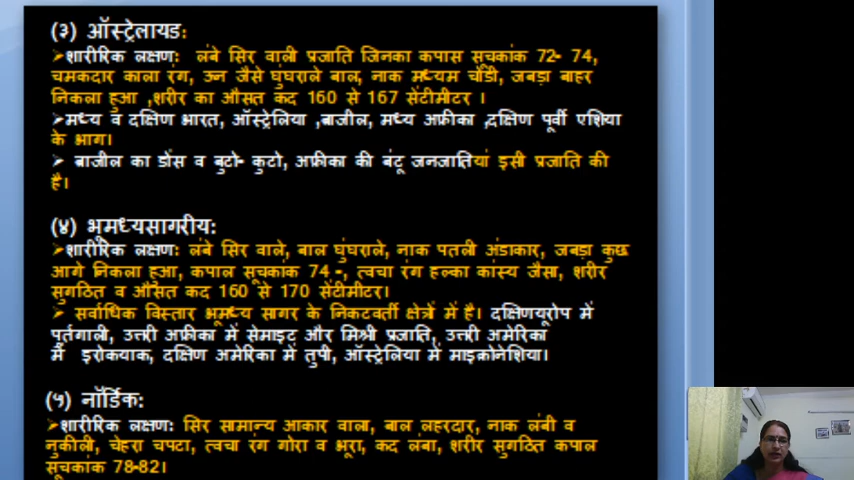 (३) ऑस्ट्रेलायड:
➢शारीरिक लक्षण: लंबे सिर वाली प्रजाति जिनका कपास सूचकांक 72- 74,
चमकदार काला रंग, उन जैसे घुंघराले बाल, नाक मध्यम चौडी, जबड़ा बाहर
निकला हुआ ,शरीर का औसत कद 160 से 167 सेंटीमीटर ।
➢मध्य व दक्षिण भारत, ऑस्ट्रेलिया ,ब्राजील, मध्य अफ्रीका ,दक्षिण पूर्वी एशिया
के भाग।
➢ ब्राजील का डोंस व बुटो- कुटो, अफ्रीका की बंटू जनजातियां इसी प्रजाति की
है।
(४) भूमध्यसागरीय:
➢शारीरिक लक्षण: लंबे सिर वाले, बाल घुंघराले, नाक पतली अंडाकार, जबड़ा कुछ
आगे निकला हुआ, कपाल सूचकांक 74 -, त्वचा रंग हल्का कांस्य जैसा, शरीर
सुगठित व औसत कद 160 से 170 सेंटीमीटर।
➢ सर्वाधिक विस्तार भूमध्य सागर के निकटवर्ती क्षेत्रों में है। दक्षिणयूरोप में
पुर्तगाली, उत्तरी अफ्रीका में सेमाइट और मिश्री प्रजाति, उत्तरी अमेरिका
में इरोकयाक, दक्षिण अमेरिका में तुपी, ऑस्ट्रेलिया में माइक्रोनेशिया।
(५) नॉर्डिक:
➢शारीरिक लक्षण: सिर सामान्य आकार वाला, बाल लहरदार, नाक लंबी व
नुकीली, चेहरा चपटा, त्वचा रंग गोरा व भूरा, कद लंबा, शरीर सुगठित कपाल
सूचकांक 78-82।